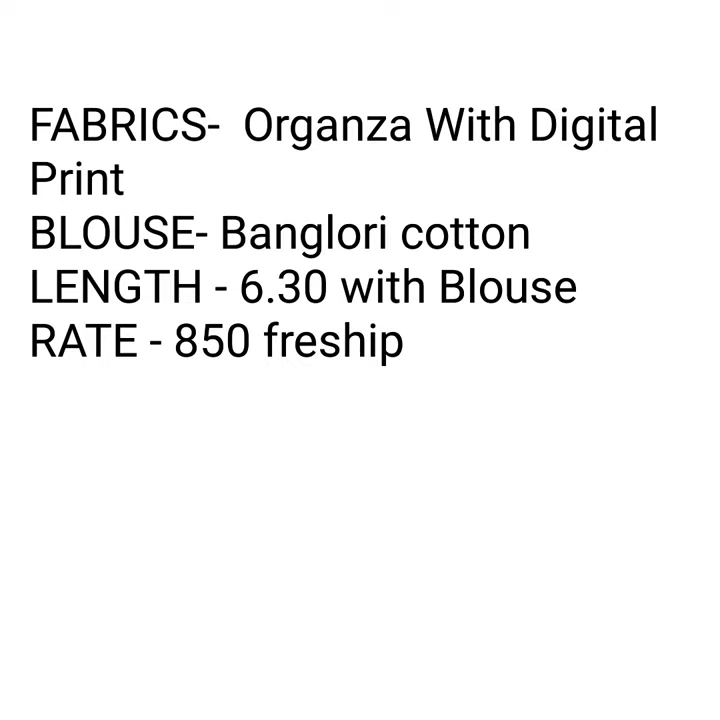 FABRICS-  Organza With Digital
Print
BLOUSE- Banglori cotton
LENGTH - 6.30 with Blouse
RATE - 850 freship